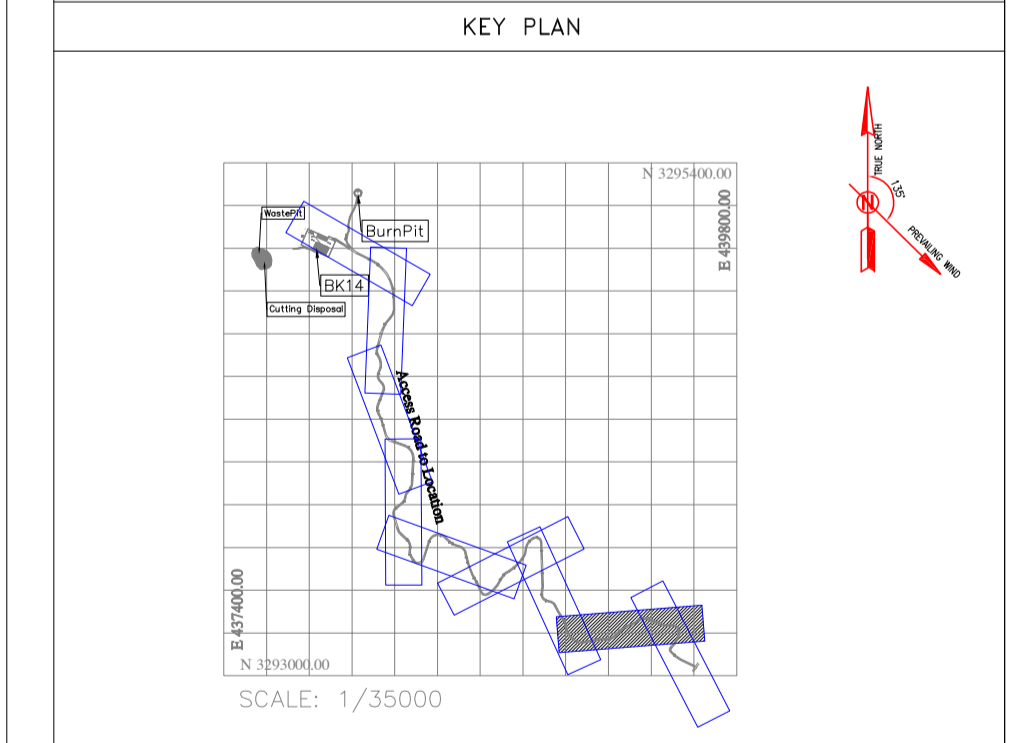 KEY PLAN
N 3295400.00
E 439800.00
TRUE NORTH
135°
N
PREVAILING WIND
WastePit
BurnPit
BK14
Cutting Disposal
Access Road to Location
E 437400.00
N 3293000.00
SCALE: 1/35000